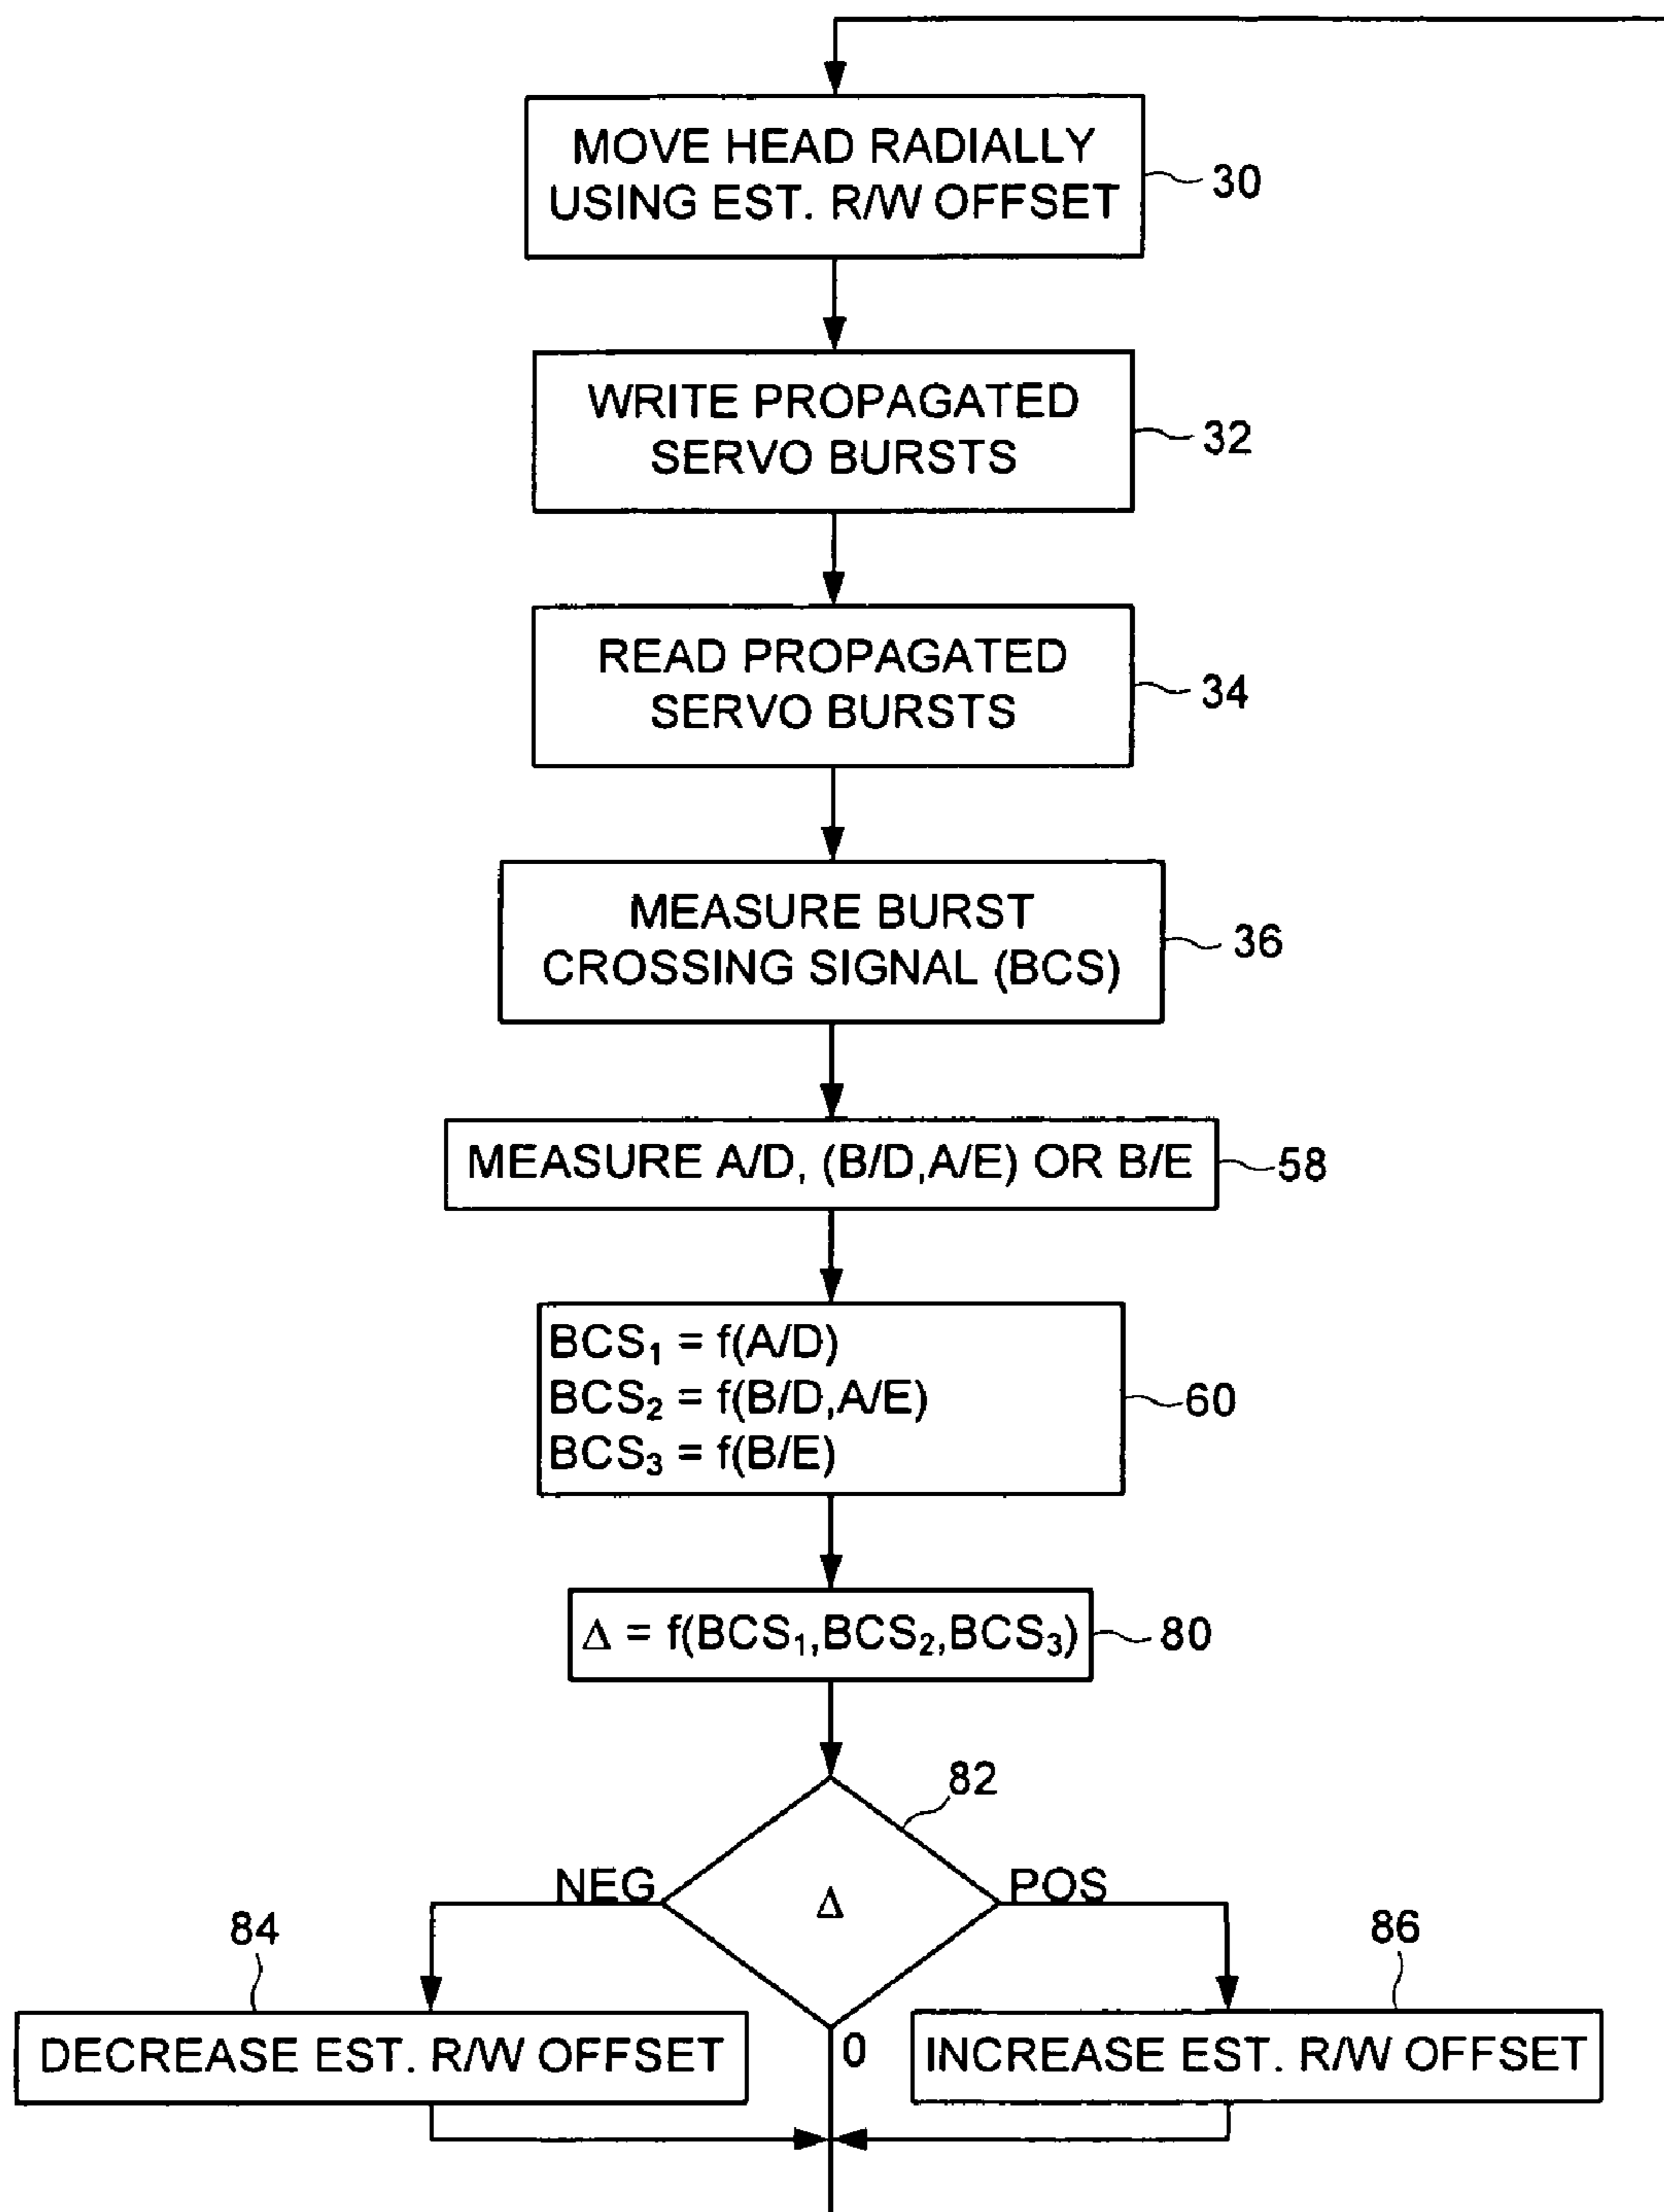 MOVE HEAD RADIALLY
USING EST. R/W OFFSET
30
WRITE PROPAGATED
SERVO BURSTS
32
READ PROPAGATED
SERVO BURSTS
34
MEASURE BURST
CROSSING SIGNAL (BCS)
36
MEASURE A/D, (B/D,A/E) OR B/E
58
BCS₁ = f(A/D)
BCS₂ = f(B/D,A/E)
BCS₃ = f(B/E)
60
Δ = f(BCS₁,BCS₂,BCS₃)
80
82
NEG
Δ
POS
84
86
DECREASE EST. R/W OFFSET
0
INCREASE EST. R/W OFFSET